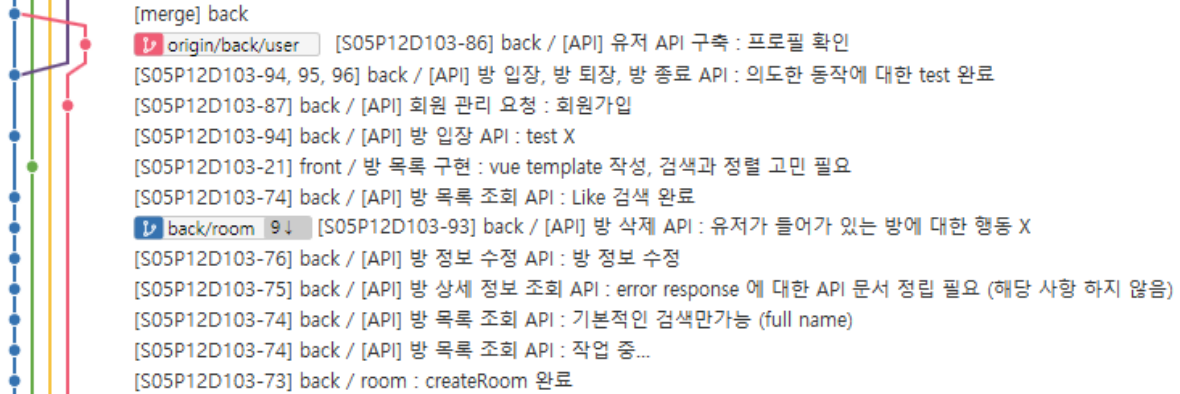 [merge] back
origin/back/user [S05P12D103-86] back / [API] 유저 API 구축 : 프로필 확인
[S05P12D103-94, 95, 96] back / [API] 방 입장, 방 퇴장, 방 종료 API : 의도한 동작에 대한 test 완료
[S05P12D103-87] back / [API] 회원 관리 요청 : 회원가입
[S05P12D103-94] back / [API] 방 입장 API : test X
[S05P12D103-21] front / 방 목록 구현 : vue template 작성, 검색과 정렬 고민 필요
[S05P12D103-74] back / [API] 방 목록 조회 API : Like 검색 완료
back/room 9↓ [S05P12D103-93] back / [API] 방 삭제 API : 유저가 들어가 있는 방에 대한 행동 X
[S05P12D103-76] back / [API] 방 정보 수정 API : 방 정보 수정
[S05P12D103-75] back / [API] 방 상세 정보 조회 API : error response 에 대한 API 문서 정립 필요 (해당 사항 하지 않음)
[S05P12D103-74] back / [API] 방 목록 조회 API : 기본적인 검색만가능 (full name)
[S05P12D103-74] back / [API] 방 목록 조회 API : 작업 중...
[S05P12D103-73] back / room : createRoom 완료